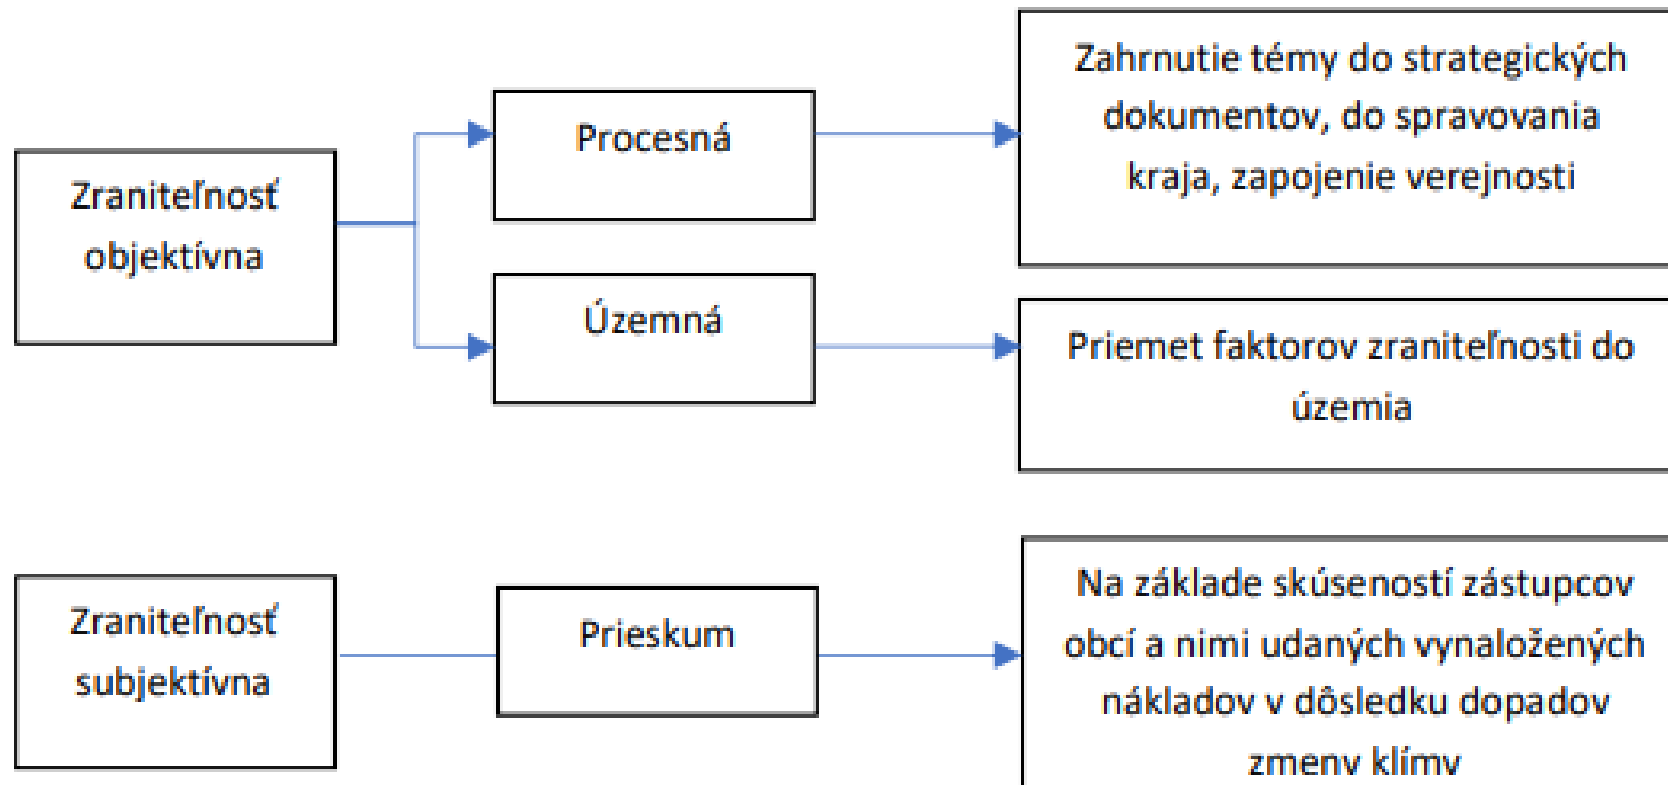 Zraniteľnosť
objektívna
Procesná
Zahrnutie témy do strategických
dokumentov, do spravovania
kraja, zapojenie verejnosti
Územná
Priemet faktorov zraniteľnosti do
územia
Zraniteľnosť
subjektívna
Prieskum
Na základe skúseností zástupcov
obcí a nimi udaných vynaložených
nákladov v dôsledku dopadov
zmeny klímy